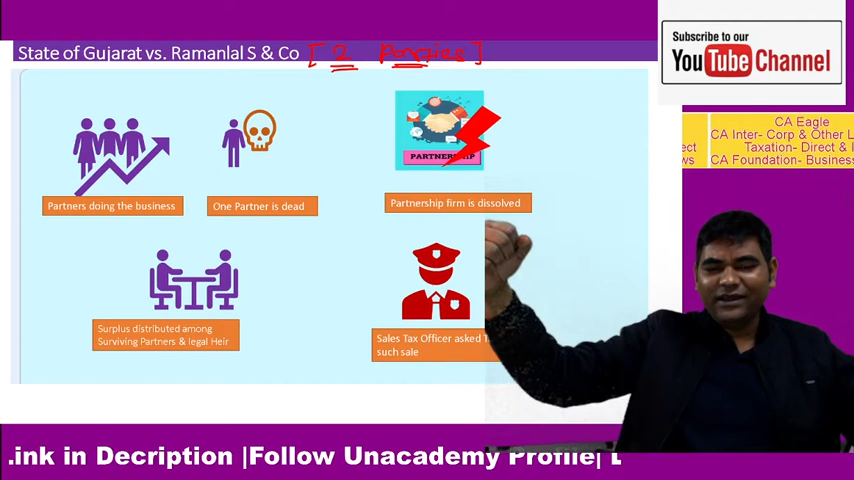 State of Gujarat vs. Ramanlal S & Co [ 2 Parties ]
Subscribe to our
You Tube Channel
CA Eagle
CA Inter- Corp & Other L
ect Taxation- Direct & I
ws CA Foundation- Business
PARTNERSHIP
Partners doing the business
One Partner is dead
Partnership firm is dissolved
Surplus distributed among
Surviving Partners & legal Heir
Sales Tax Officer asked T
such sale
.ink in Decription |Follow Unacademy Profile|